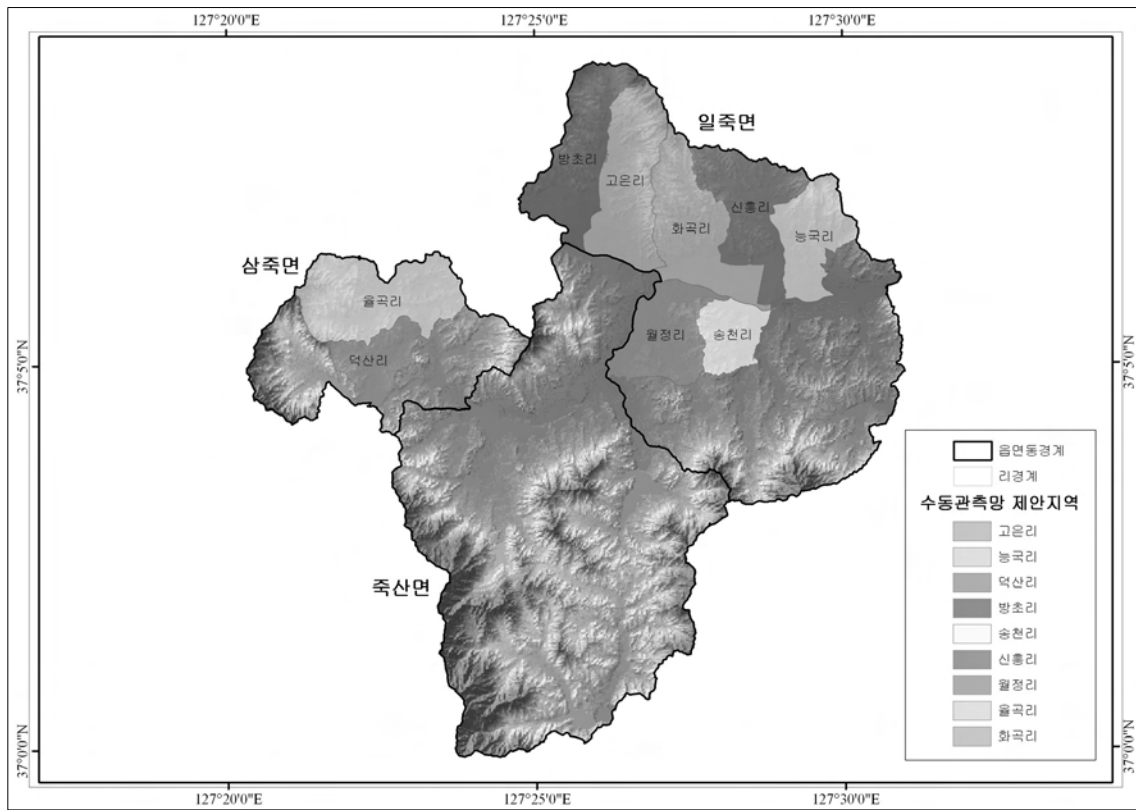 127°20'0"E
127°25'0"E
127°30'0"E
일죽면
방초리
고은리
신흥리
화곡리
능국리
삼죽면
율곡리
월정리
송천리
덕산리
37°5'0"N
37°5'0"N
읍면동경계
리경계
수동관측망 제안지역
고은리
능국리
덕산리
방초리
송천리
신흥리
월정리
율곡리
화곡리
죽산면
37°0'0"N
37°0'0"N
127°20'0"E
127°25'0"E
127°30'0"E